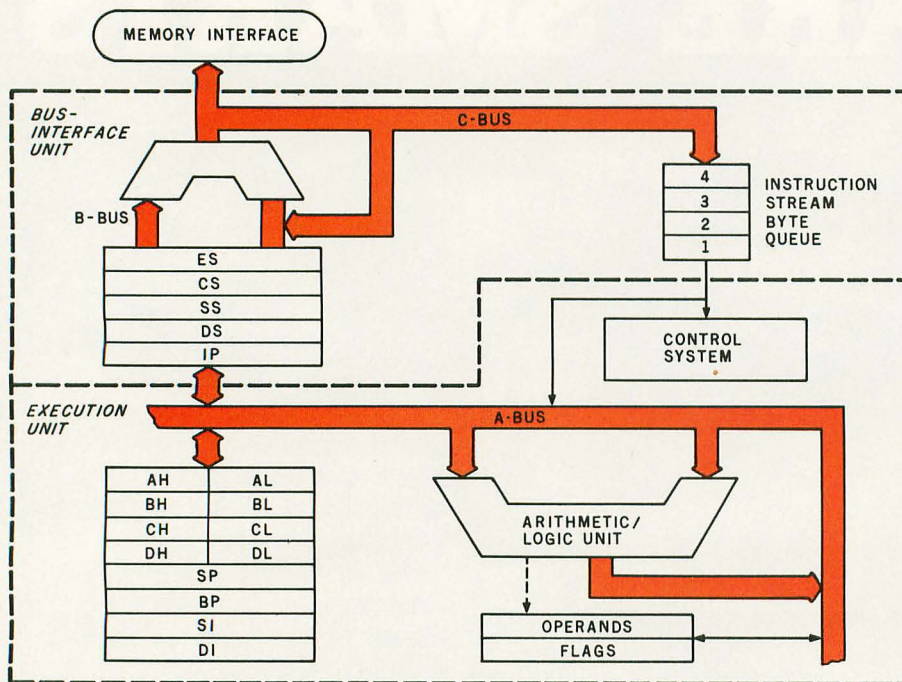 MEMORY INTERFACE
BUS-
INTERFACE
UNIT
C-BUS
B-BUS
4
3
2
1
INSTRUCTION
STREAM
BYTE
QUEUE
ES
CS
SS
DS
IP
CONTROL
SYSTEM
EXECUTION
UNIT
A-BUS
AH AL
BH BL
CH CL
DH DL
SP
BP
SI
DI
ARITHMETIC/
LOGIC UNIT
OPERANDS
FLAGS